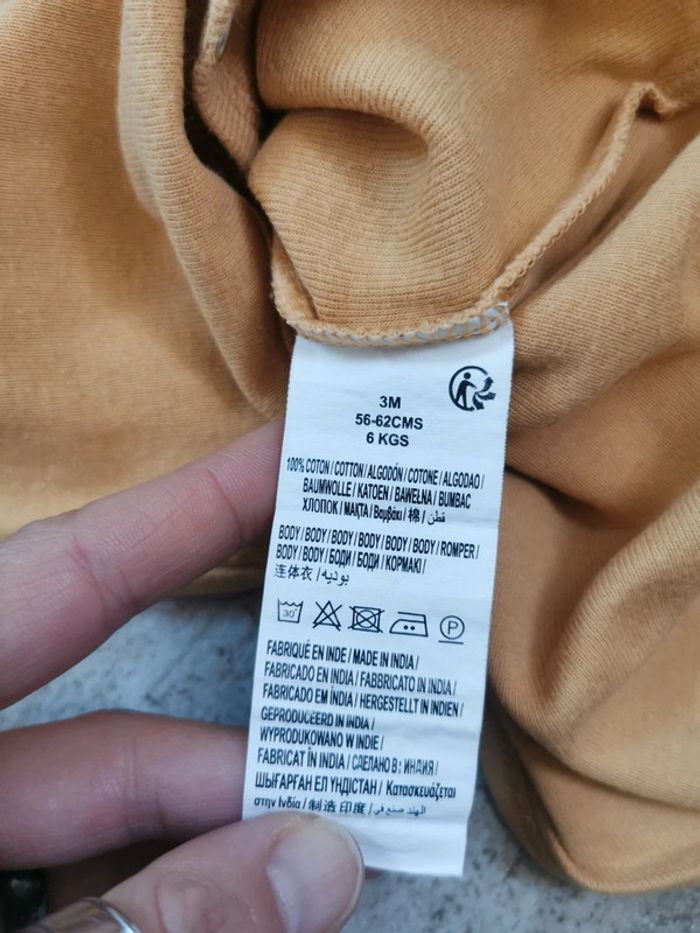 3M
56-62CMS
6 KGS
100% COTON / COTTON / ALGODÓN / COTONE / ALGODAO /
BAUMWOLLE / KATOEN / BAWEŁNA / BUMBAC
ХЛОПОК / МАҚТА / Βαμβάκι / 棉 / قطن
BODY / BODY / BODY / BODY / BODY / BODY / ROMPER /
BODY / BODY / БОДИ / БОДИ / ΚΟΡΜΑΚΙ /
连体衣 / بوديه /
30°
P
FABRIQUÉ EN INDE / MADE IN INDIA /
FABRICADO EN INDIA / FABBRICATO IN INDIA /
FABRICADO EM ÍNDIA / HERGESTELLT IN INDIEN /
GEPRODUCEERD IN INDIA /
WYPRODUKOWANO W INDIE /
FABRICAT ÎN INDIA / СДЕЛАНО В: ИНДИЯ /
ШЫҒАРҒАН ЕЛ ҮНДІСТАН / Κατασκευάζεται
στην Ινδία / 制造 印度 / الهند صنع في /